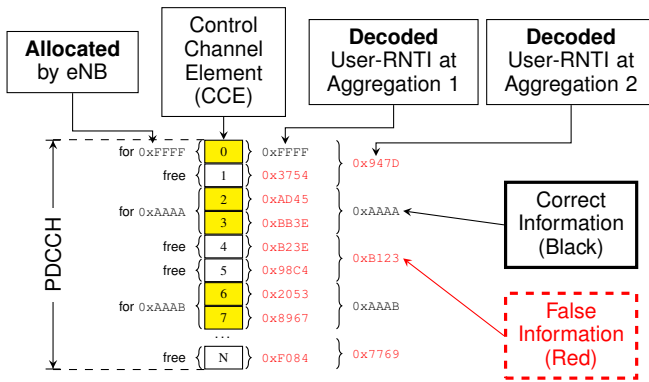 Allocated
by eNB
Control
Channel
Element
(CCE)
Decoded
User-RNTI at
Aggregation 1
Decoded
User-RNTI at
Aggregation 2
PDCCH
for 0xFFFF { 0 } 0xFFFF
0x947D
free { 1 } 0x3754
for 0xAAAA
2 } 0xAD45
0xAAAA
3 } 0xBB3E
free { 4 } 0xB23E
0xB123
free { 5 } 0x98C4
for 0xAAAB
6 } 0x2053
0xAAAB
7 } 0x8967
...
free { N } 0xF084 } 0x7769
Correct
Information
(Black)
False
Information
(Red)